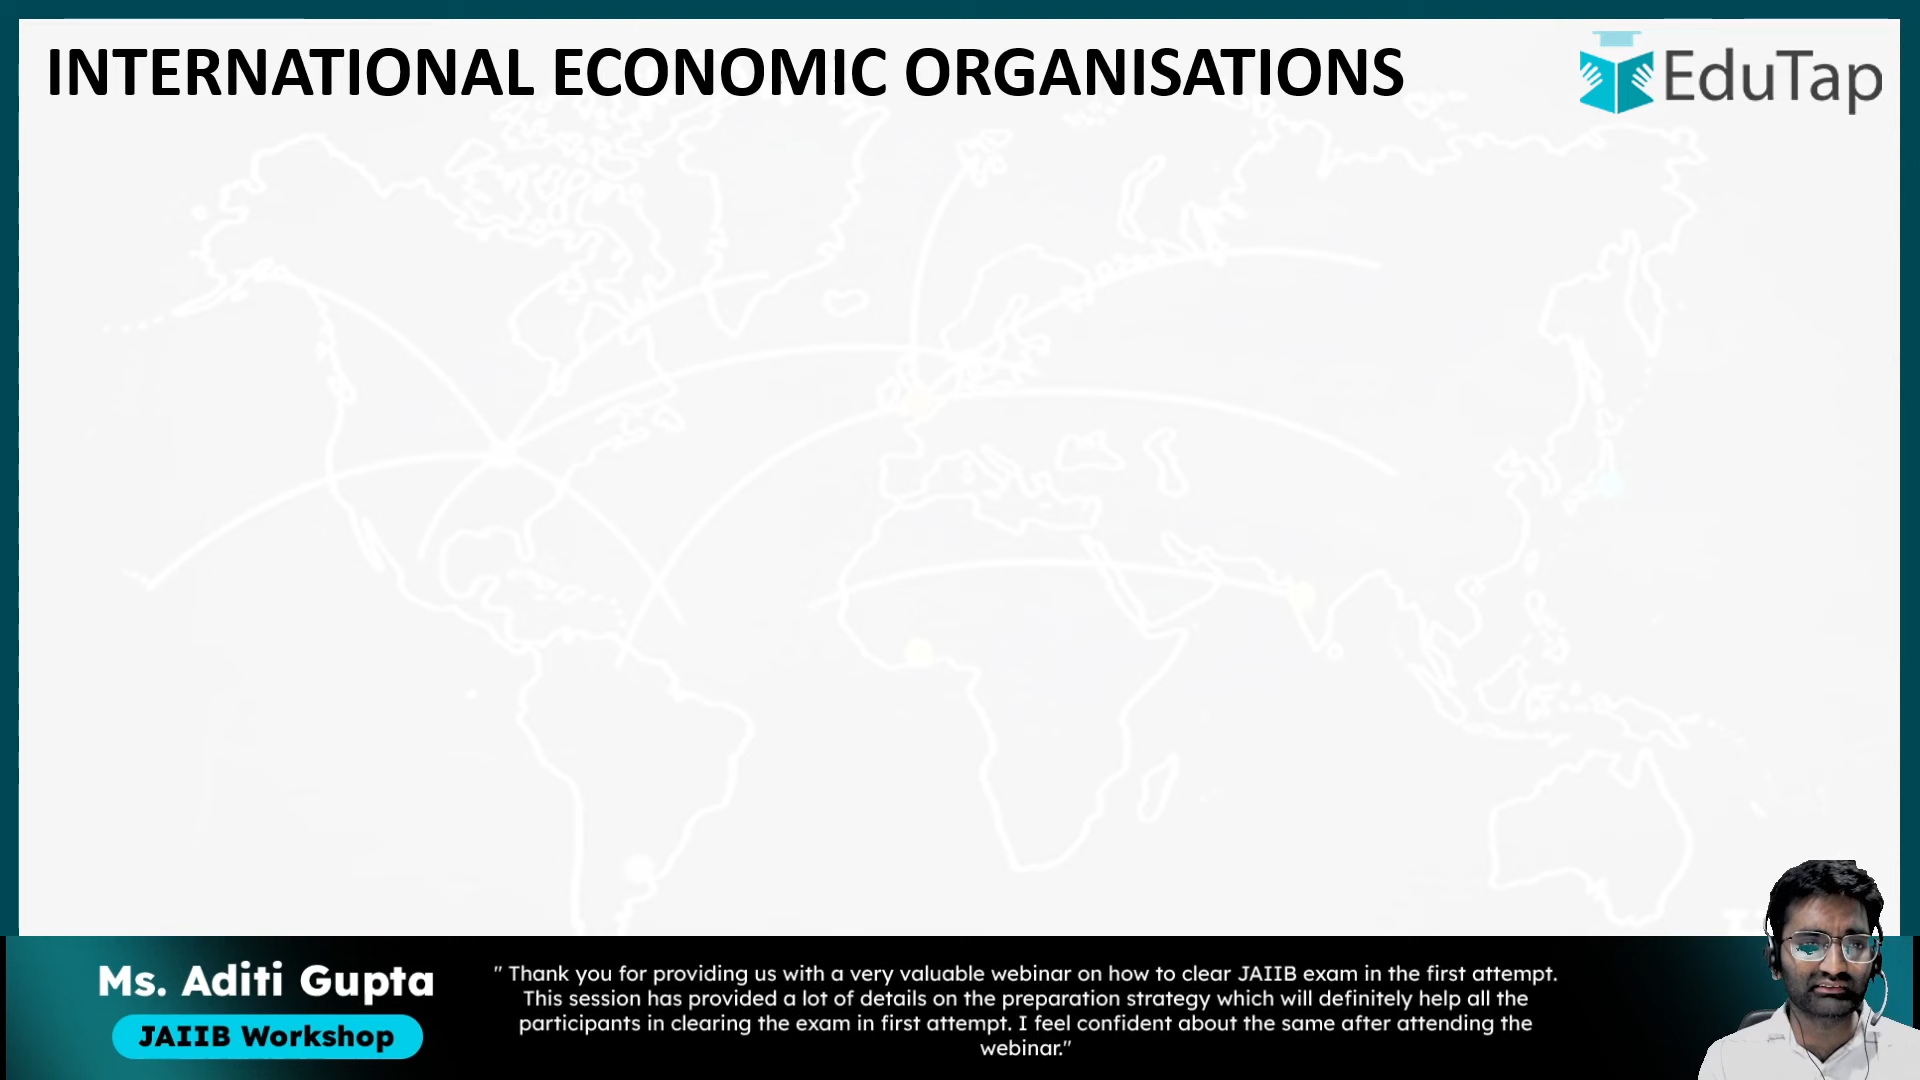 INTERNATIONAL ECONOMIC ORGANISATIONS
EduTap
Ms. Aditi Gupta
JAIIB Workshop
" Thank you for providing us with a very valuable webinar on how to clear JAIIB exam in the first attempt.
This session has provided a lot of details on the preparation strategy which will definitely help all the
participants in clearing the exam in first attempt. I feel confident about the same after attending the
webinar."